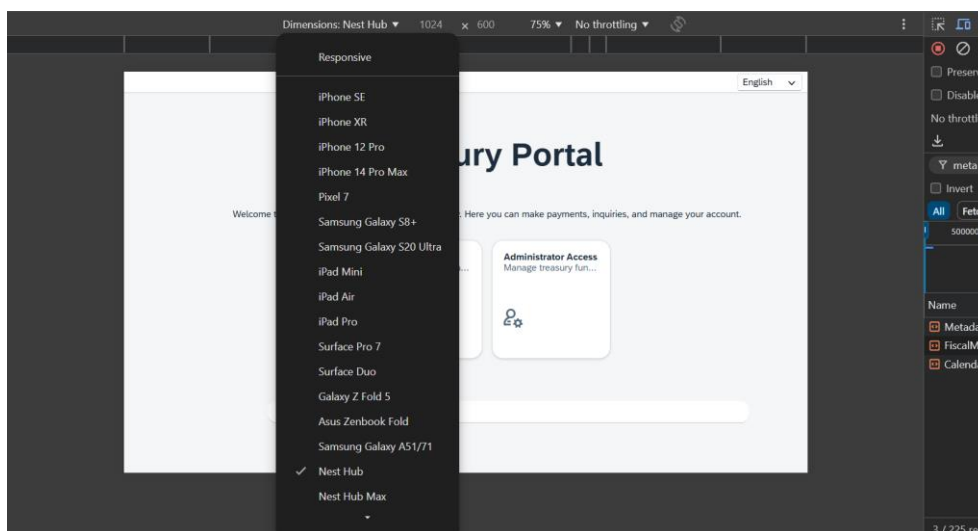 Dimensions: Nest Hub ▼ 1024 × 600 75% ▼ No throttling ▼
Responsive
iPhone SE
iPhone XR
iPhone 12 Pro
iPhone 14 Pro Max
Pixel 7
Samsung Galaxy S8+
Samsung Galaxy S20 Ultra
iPad Mini
iPad Air
iPad Pro
Surface Pro 7
Surface Duo
Galaxy Z Fold 5
Asus Zenbook Fold
Samsung Galaxy A51/71
Nest Hub
Nest Hub Max
English
ury Portal
Welcome t
. Here you can make payments, inquiries, and manage your account.
Administrator Access
Manage treasury fun...
Preser
Disable
No throttl
meta
Invert
All Fet
500000
Name
Metada
FiscalM
Calenda
3 / 225 re